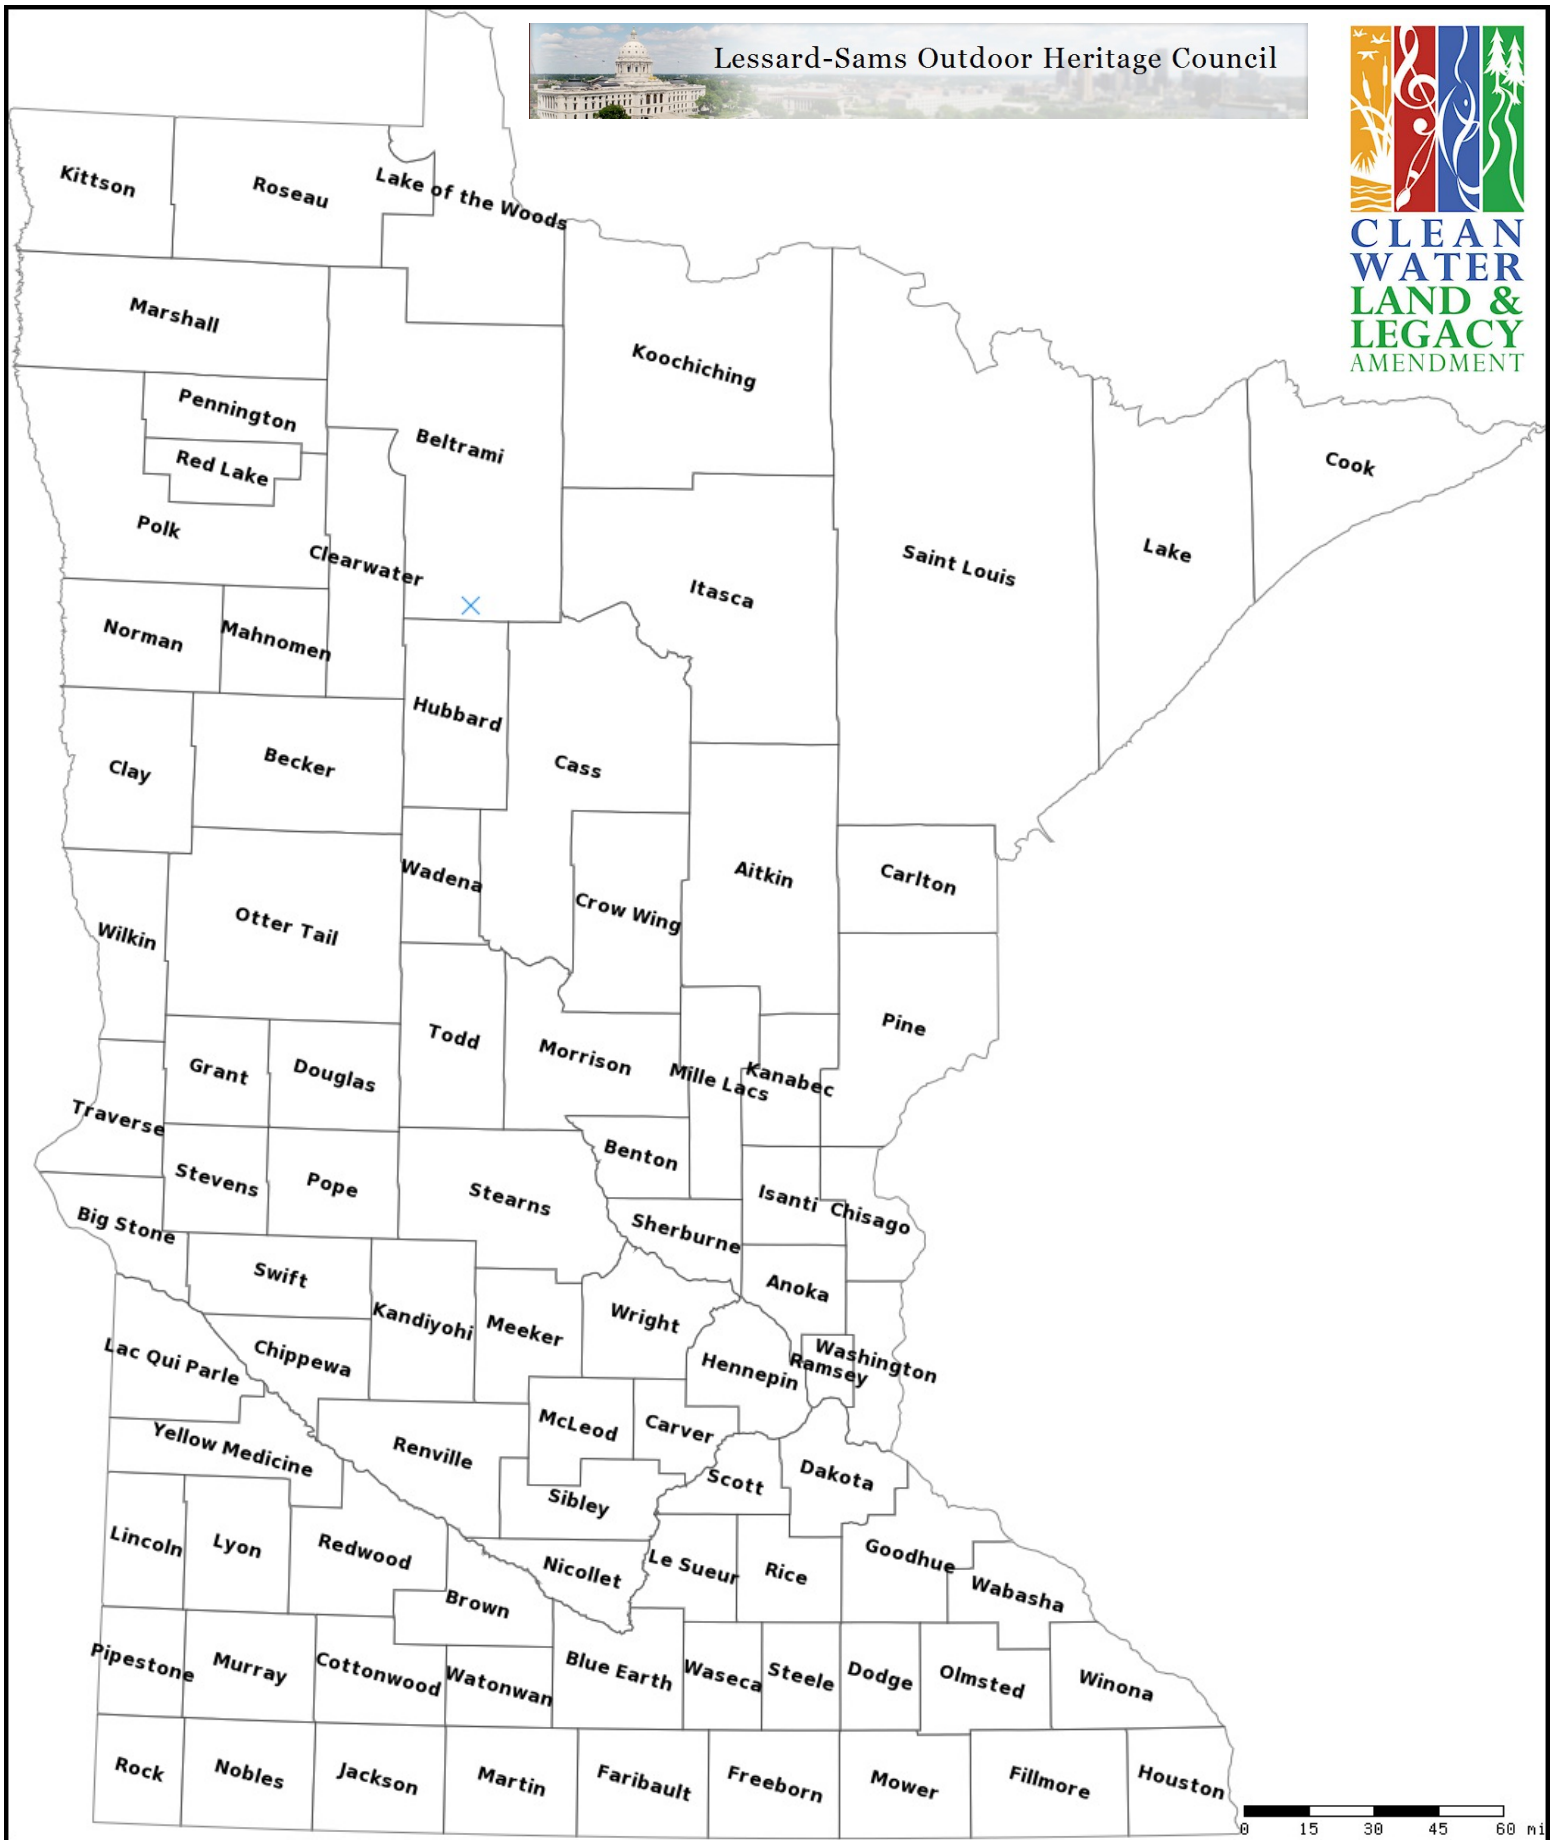 Lessard-Sams Outdoor Heritage Council
CLEAN
WATER
LAND &
LEGACY
AMENDMENT
Kittson
Roseau
Lake of the Woods
Marshall
Koochiching
Pennington
Beltrami
Red Lake
Cook
Polk
Clearwater
Saint Louis
Lake
Itasca
Norman
Mahnomen
Hubbard
Clay
Becker
Cass
Wadena
Aitkin
Carlton
Crow Wing
Wilkin
Otter Tail
Pine
Todd
Morrison
Grant
Douglas
Mille Lacs
Kanabec
Traverse
Benton
Stevens
Pope
Stearns
Isanti
Chisago
Big Stone
Sherburne
Swift
Anoka
Kandiyohi
Meeker
Wright
Lac Qui Parle
Chippewa
Hennepin
Ramsey
Washington
Yellow Medicine
Renville
McLeod
Carver
Scott
Dakota
Sibley
Lincoln
Lyon
Redwood
Nicollet
Le Sueur
Rice
Goodhue
Wabasha
Brown
Pipestone
Murray
Cottonwood
Watonwan
Blue Earth
Waseca
Steele
Dodge
Olmsted
Winona
Rock
Nobles
Jackson
Martin
Faribault
Freeborn
Mower
Fillmore
Houston
0 15 30 45 60 mi